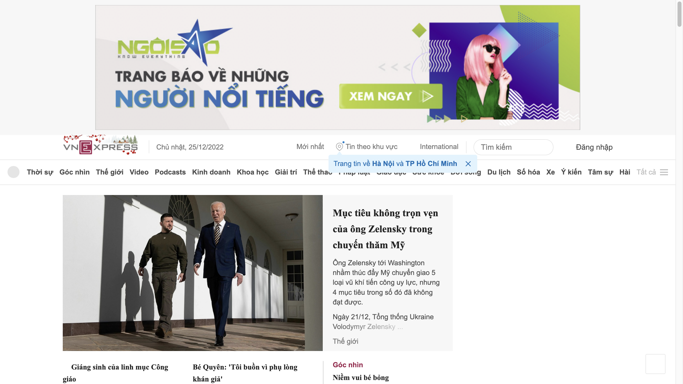 NGÔISAO
KNOW EVERYTHING
TRANG BÁO VỀ NHỮNG
NGƯỜI NỔI TIẾNG
XEM NGAY
VNEXPRESS
Chủ nhật, 25/12/2022
Mới nhất
Tin theo khu vực
International
Tìm kiếm
Đăng nhập
Trang tin về Hà Nội và TP Hồ Chí Minh
Thời sự Góc nhìn Thế giới Video Podcasts Kinh doanh Khoa học Giải trí Thể thao Pháp luật Giáo dục Sức khỏe Đời sống Du lịch Số hóa Xe Ý kiến Tâm sự Hài Tất cả
Mục tiêu không trọn vẹn
của ông Zelensky trong
chuyến thăm Mỹ
Ông Zelensky tới Washington
nhằm thúc đẩy Mỹ chuyển giao 5
loại vũ khí tiến công uy lực, nhưng
4 mục tiêu trong số đó đã không
đạt được.
Ngày 21/12, Tổng thống Ukraine
Volodymyr Zelensky ...
Thế giới
Giáng sinh của linh mục Công
giáo
Bé Quyên: 'Tôi buồn vì phụ lòng
khán giả'
Góc nhìn
Niềm vui bé bỏng